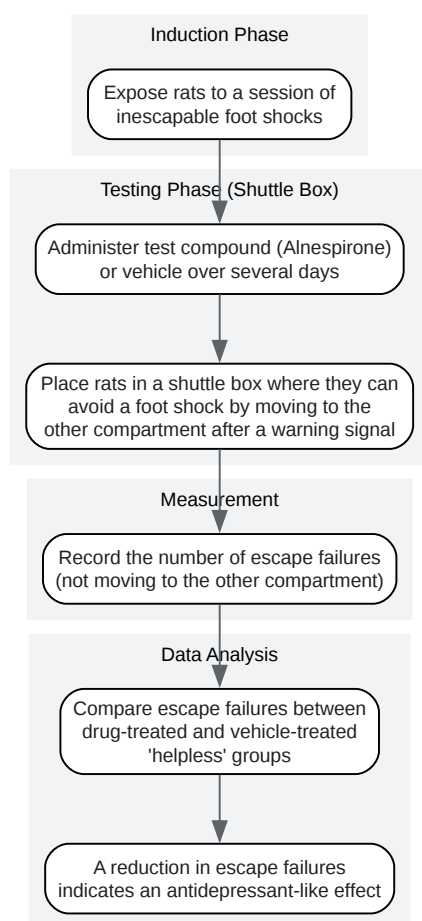 Induction Phase
Expose rats to a session of
inescapable foot shocks
Testing Phase (Shuttle Box)
Administer test compound (Alnespirone)
or vehicle over several days
Place rats in a shuttle box where they can
avoid a foot shock by moving to the
other compartment after a warning signal
Measurement
Record the number of escape failures
(not moving to the other compartment)
Data Analysis
Compare escape failures between
drug-treated and vehicle-treated
'helpless' groups
A reduction in escape failures
indicates an antidepressant-like effect